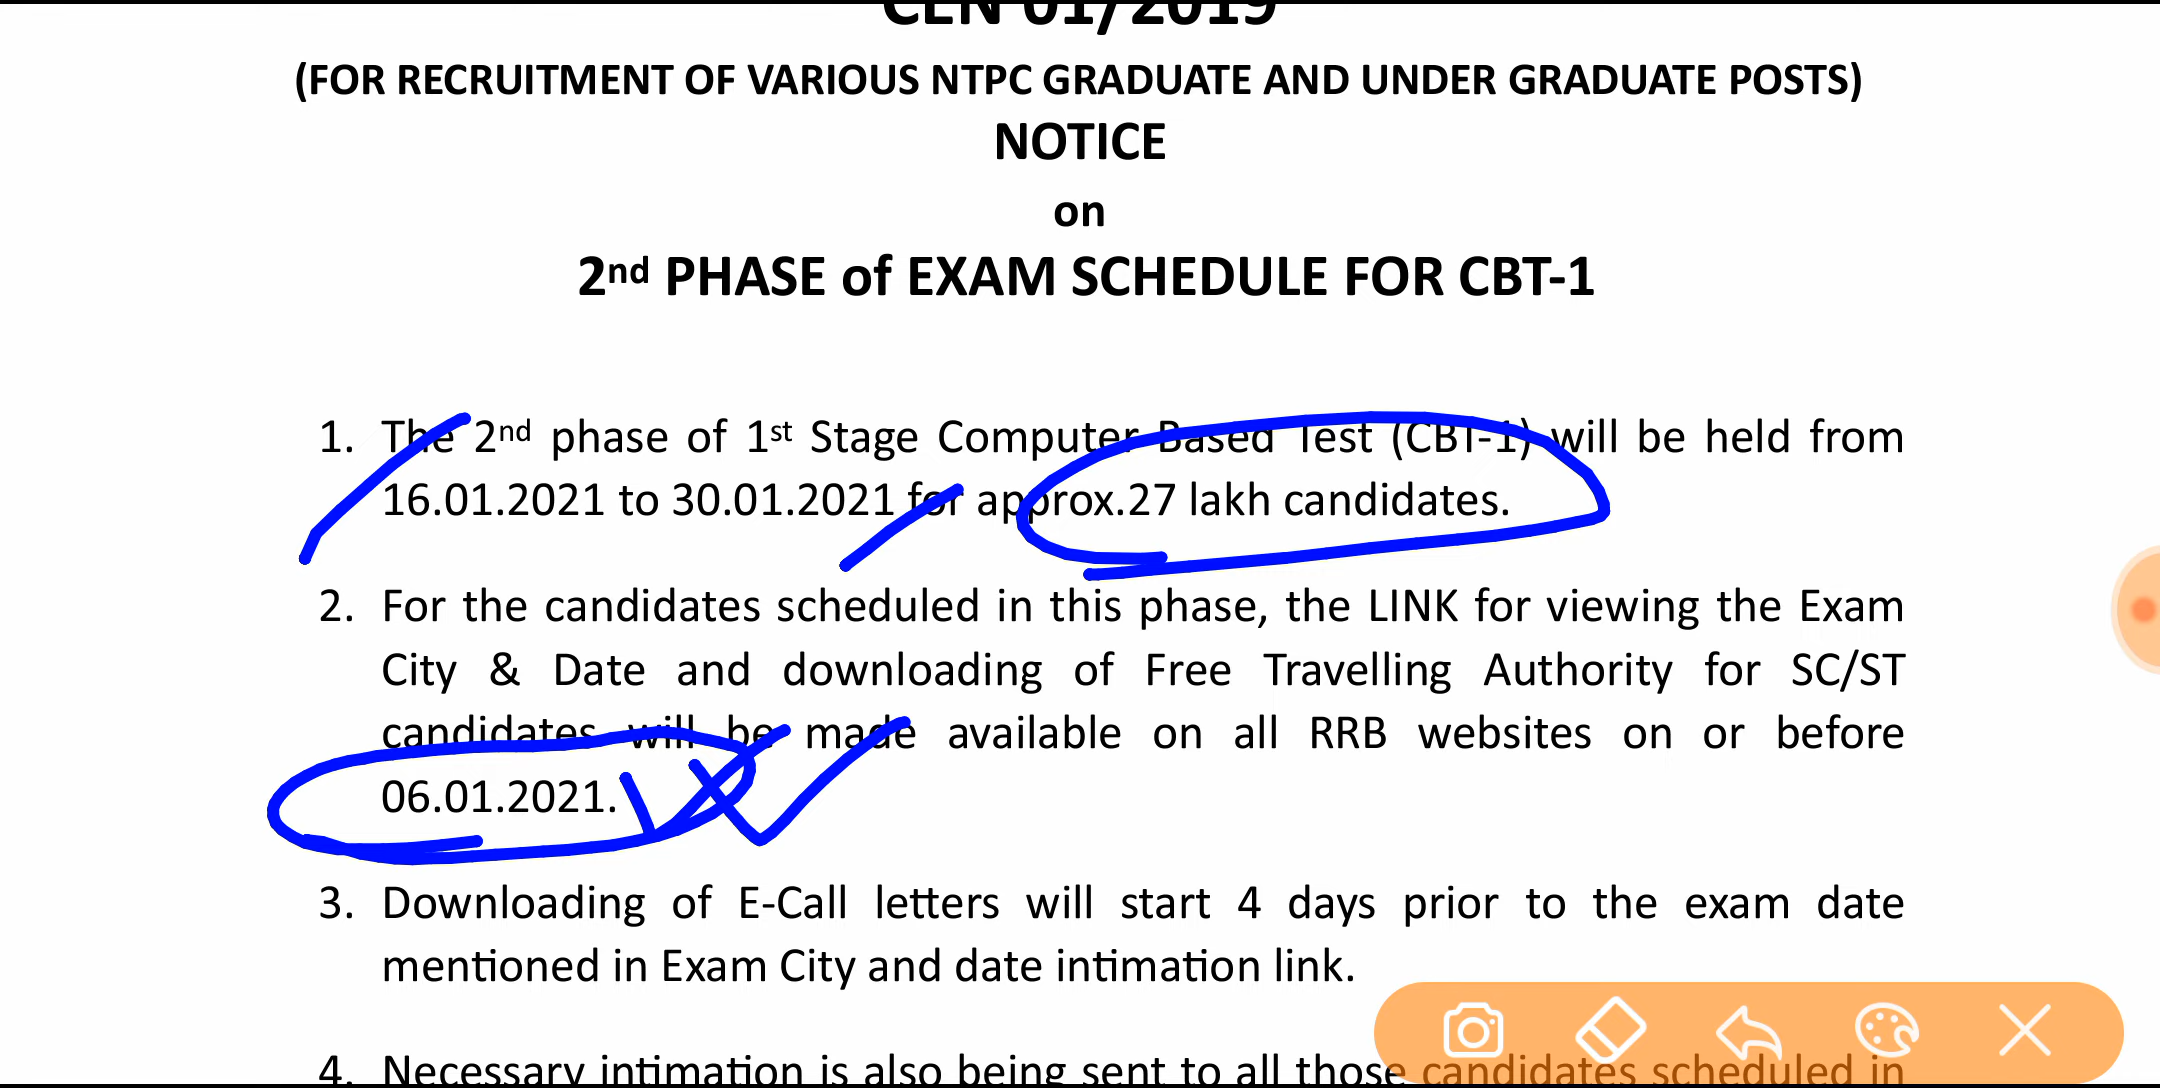 CEN 01/2019
(FOR RECRUITMENT OF VARIOUS NTPC GRADUATE AND UNDER GRADUATE POSTS)
NOTICE
on
2nd PHASE of EXAM SCHEDULE FOR CBT-1
1. The 2nd phase of 1st Stage Computer Based Test (CBT-1) will be held from
16.01.2021 to 30.01.2021 for approx.27 lakh candidates.
2. For the candidates scheduled in this phase, the LINK for viewing the Exam
City & Date and downloading of Free Travelling Authority for SC/ST
candidates will be made available on all RRB websites on or before
06.01.2021.
3. Downloading of E-Call letters will start 4 days prior to the exam date
mentioned in Exam City and date intimation link.
4. Necessary intimation is also being sent to all those candidates scheduled in